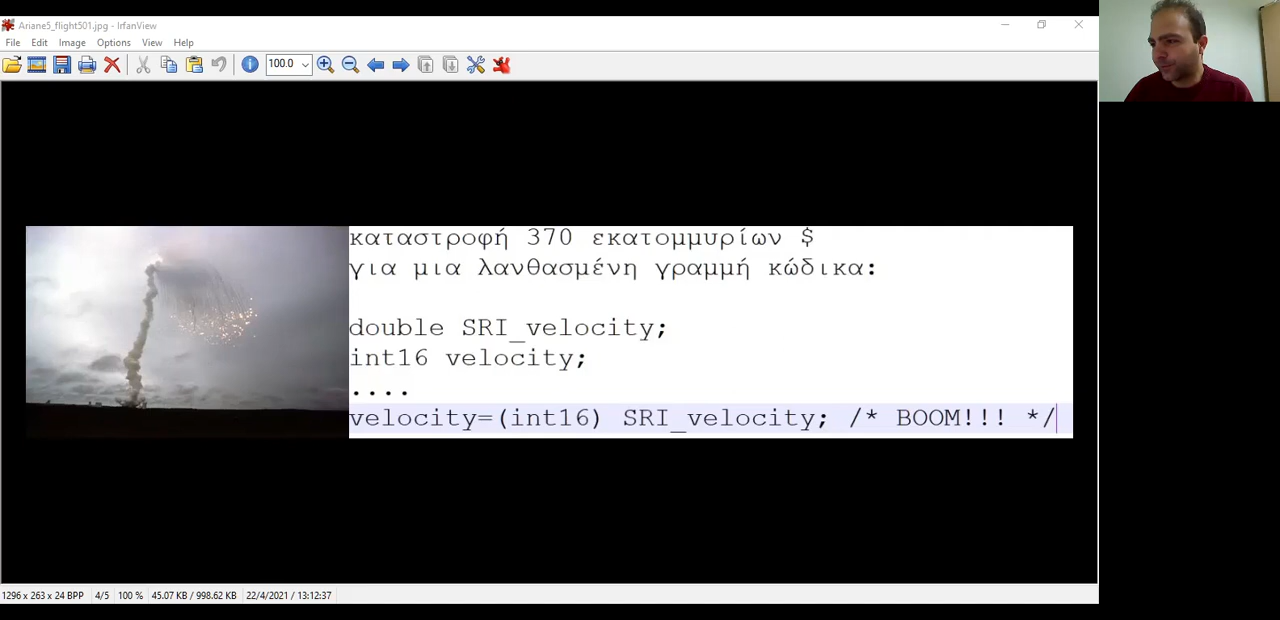 Ariane5_flight501.jpg - IrfanView
File Edit Image Options View Help
100.0
καταστροφή 370 εκατομμυρίων $
για μια λανθασμένη γραμμή κώδικα:
double SRI_velocity;
int16 velocity;
....
velocity=(int16) SRI_velocity; /* BOOM!!! */
1296 x 263 x 24 BPP 4/5 100 % 45.07 KB / 998.62 KB 22/4/2021 / 13:12:37